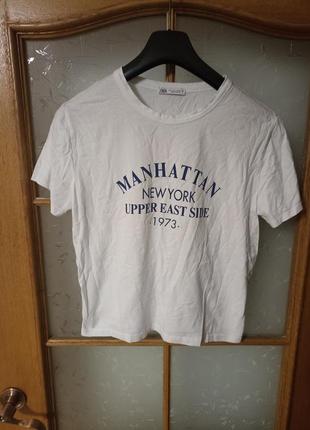 MANHATTAN
NEW YORK
UPPER EAST SIDE
-1973-